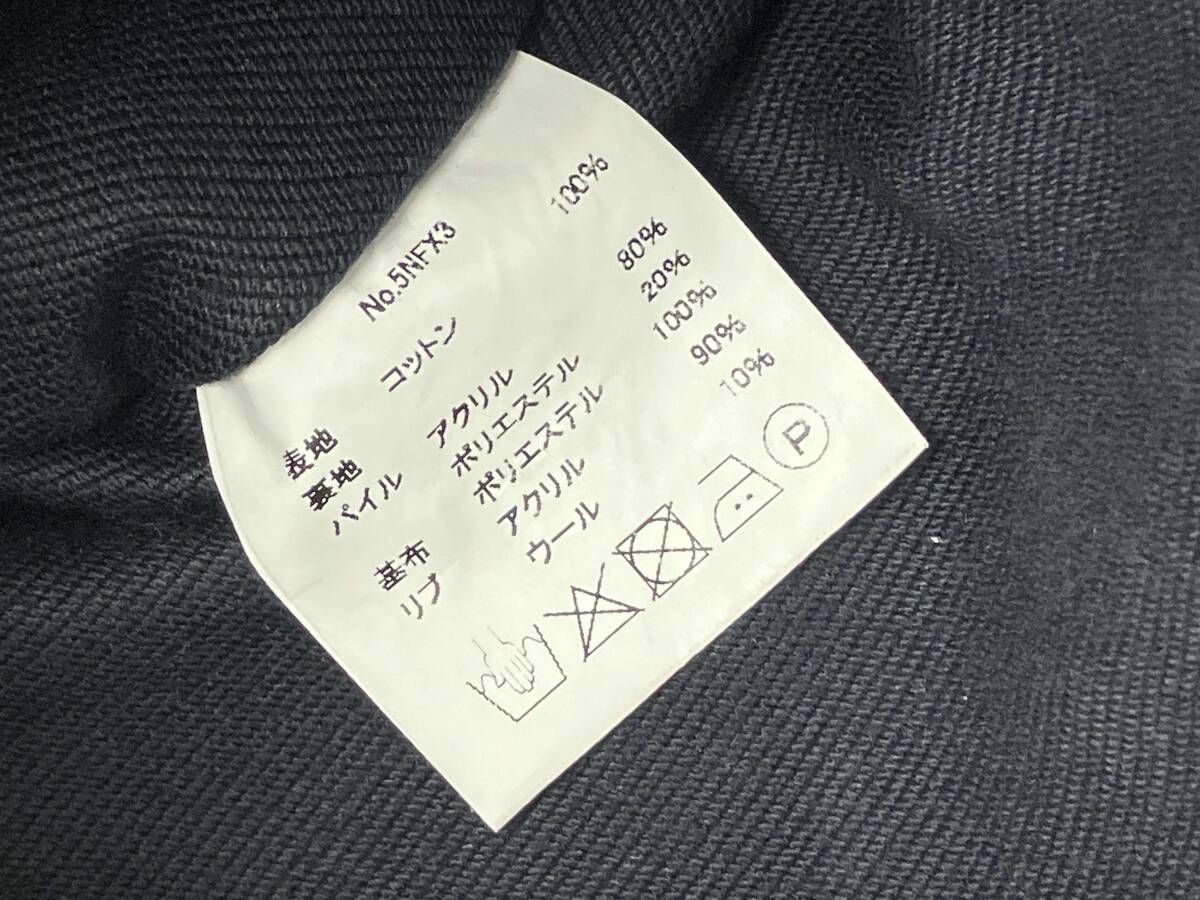 No.5NFX3
表地 コットン 100%
裏地
パイル アクリル 80%
ポリエステル 20%
基布 ポリエステル 100%
リブ アクリル 90%
ウール 10%
P